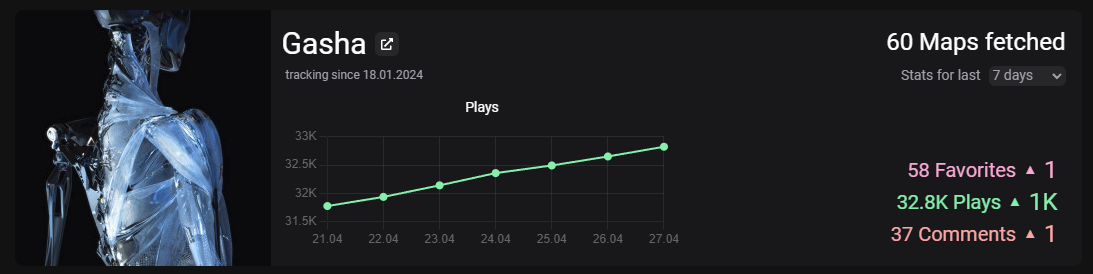 Gasha
tracking since 18.01.2024
60 Maps fetched
Stats for last 7 days
Plays
33K
32.5K
32K
31.5K
21.04 22.04 23.04 24.04 25.04 26.04 27.04
58 Favorites ▲ 1
32.8K Plays ▲ 1K
37 Comments ▲ 1